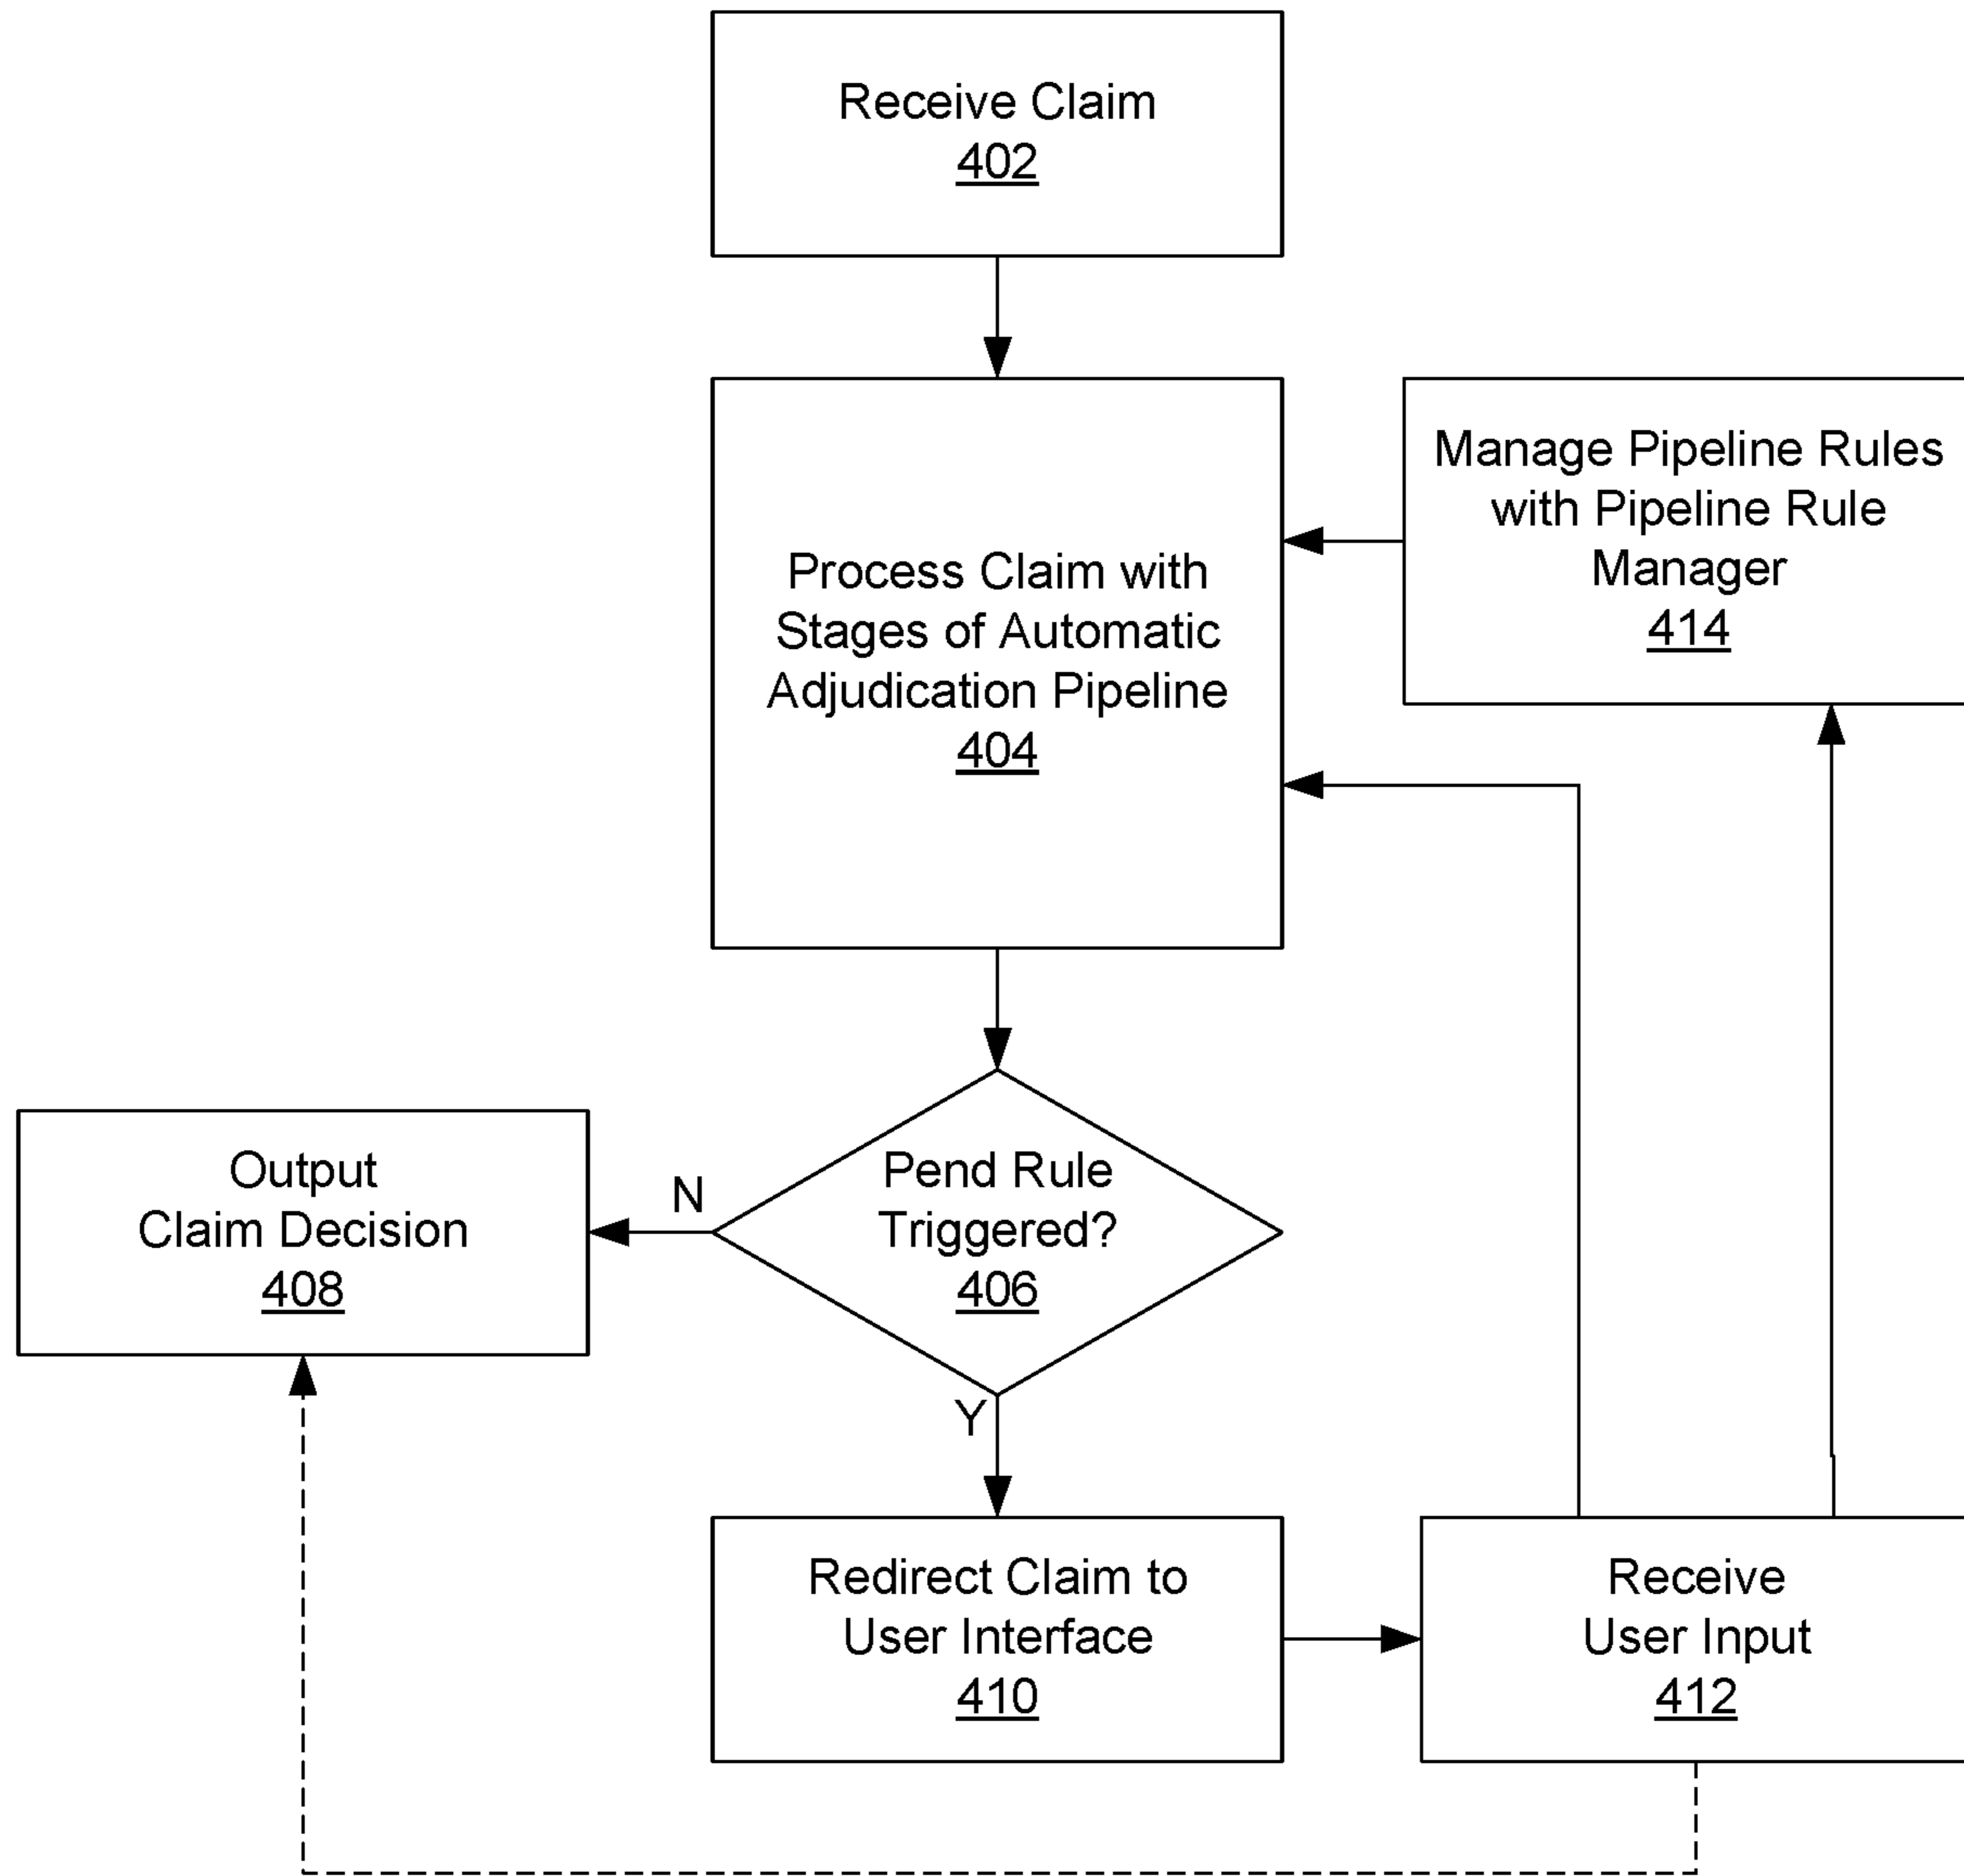 Receive Claim
402
Manage Pipeline Rules
with Pipeline Rule
Manager
414
Process Claim with
Stages of Automatic
Adjudication Pipeline
404
Pend Rule
Triggered?
406
N
Y
Output
Claim Decision
408
Redirect Claim to
User Interface
410
Receive
User Input
412